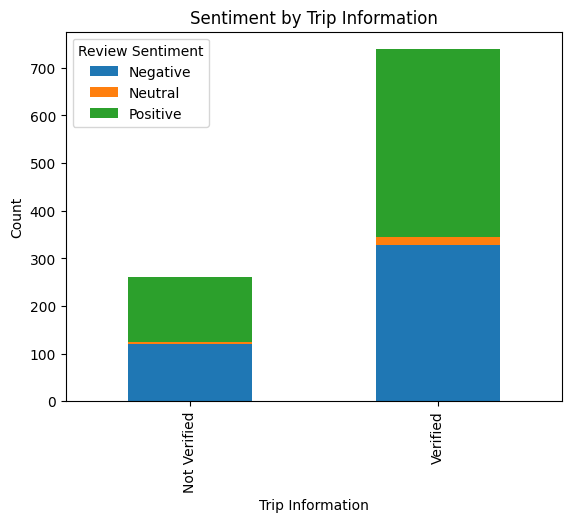 Sentiment by Trip Information
Review Sentiment
Negative
Neutral
Positive
Count
700
600
500
400
300
200
100
0
Not Verified
Verified
Trip Information